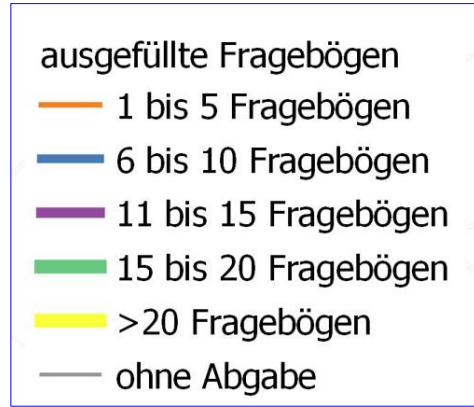 ausgefüllte Fragebögen
1 bis 5 Fragebögen
6 bis 10 Fragebögen
11 bis 15 Fragebögen
15 bis 20 Fragebögen
>20 Fragebögen
ohne Abgabe